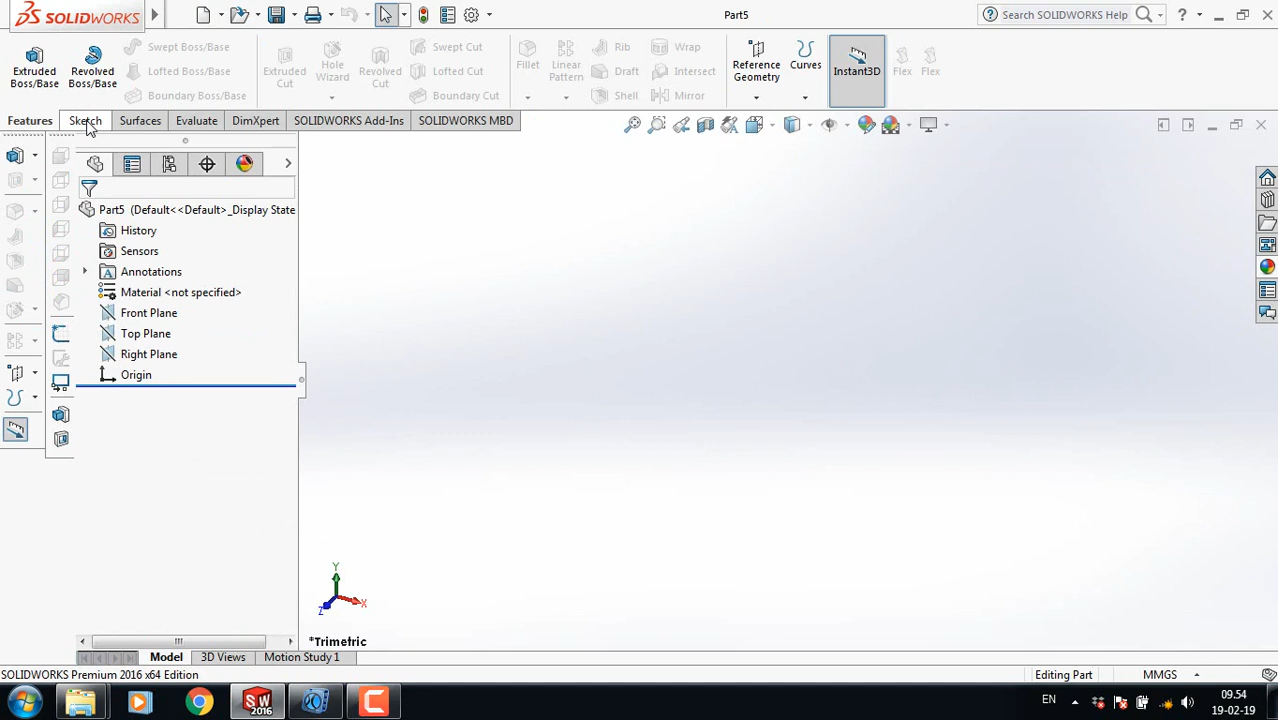 SOLIDWORKS
Part5
Search SOLIDWORKS Help
?
Extruded Boss/Base
Revolved Boss/Base
Swept Boss/Base
Lofted Boss/Base
Boundary Boss/Base
Extruded Cut
Hole Wizard
Revolved Cut
Swept Cut
Lofted Cut
Boundary Cut
Fillet
Linear Pattern
Rib
Draft
Shell
Wrap
Intersect
Mirror
Reference Geometry
Curves
Instant3D
Flex
Flex
Features
Sketch
Surfaces
Evaluate
DimXpert
SOLIDWORKS Add-Ins
SOLIDWORKS MBD
Part5 (Default<<Default>_Display State
History
Sensors
A Annotations
Material <not specified>
Front Plane
Top Plane
Right Plane
Origin
Y
X
Z
*Trimetric
Model
3D Views
Motion Study 1
SOLIDWORKS Premium 2016 x64 Edition
Editing Part
MMGS
SW
2016
EN
09.54
19-02-19